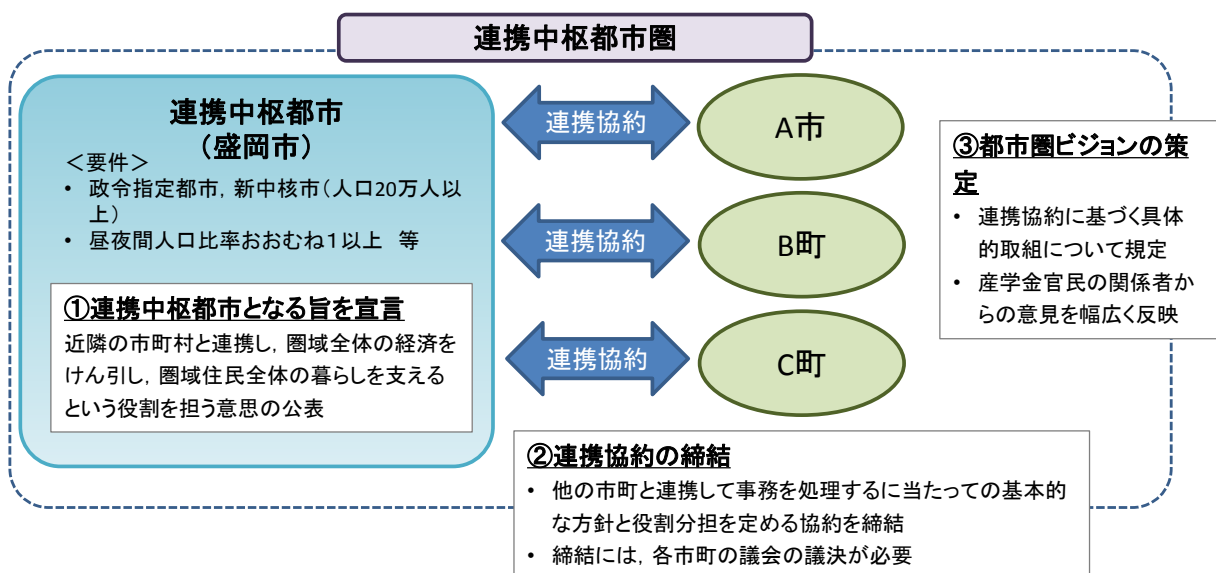 連携中枢都市圏
連携中枢都市
(盛岡市)
＜要件＞
• 政令指定都市，新中核市（人口20万人以
上）
• 昼夜間人口比率おおむね１以上　等
①連携中枢都市となる旨を宣言
近隣の市町村と連携し，圏域全体の経済を
けん引し，圏域住民全体の暮らしを支える
という役割を担う意思の公表
連携協約
A市
連携協約
B町
連携協約
C町
②連携協約の締結
• 他の市町と連携して事務を処理するに当たっての基本的
な方針と役割分担を定める協約を締結
• 締結には，各市町の議会の議決が必要
③都市圏ビジョンの策
定
• 連携協約に基づく具体
的取組について規定
• 産学金官民の関係者か
らの意見を幅広く反映